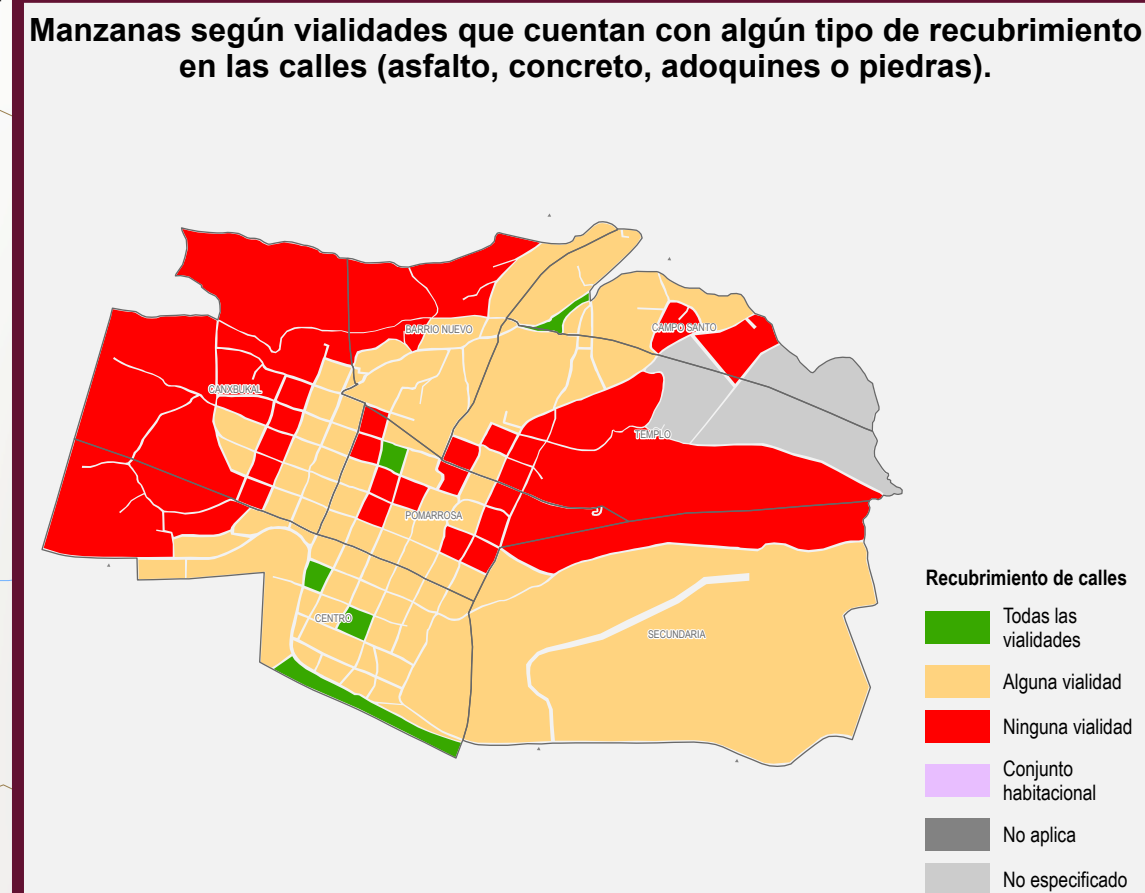 Manzanas según vialidades que cuentan con algún tipo de recubrimiento
en las calles (asfalto, concreto, adoquines o piedras).
BARRIO NUEVO
CAMPO SANTO
CANXBUKAL
TEMPLO
POMARROSA
CENTRO
SECUNDARIA
Recubrimiento de calles
Todas las
vialidades
Alguna vialidad
Ninguna vialidad
Conjunto
habitacional
No aplica
No especificado